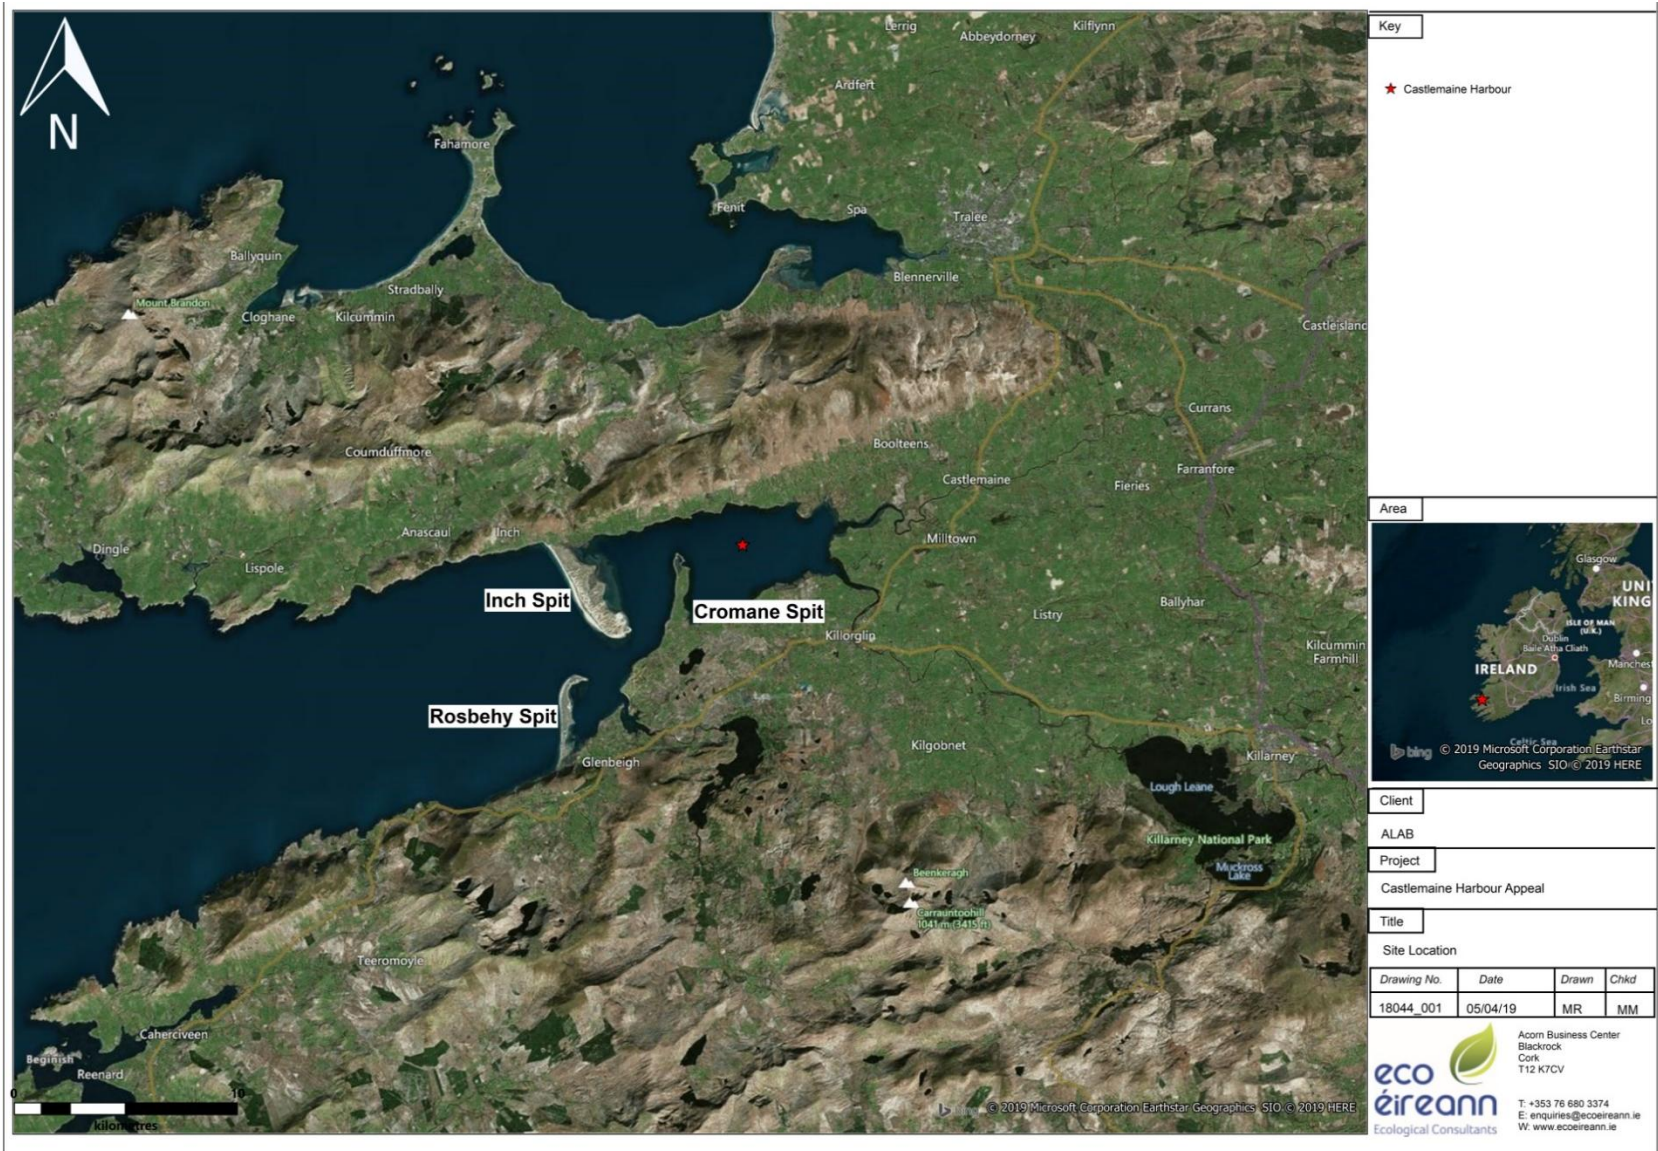 N
Lerrig
Abbeydorney
Kilflynn
Ardfert
Fahamore
Fenit
Spa
Tralee
Ballyquin
Blennerville
Stradbally
Mount Brandon
Cloghane
Kilcummin
Castleisland
Currans
Coumduffmore
Boolteens
Farranfore
Castlemaine
Fieries
Anascaul
Inch
Milltown
Dingle
Lispole
Inch Spit
Cromane Spit
Ballyhar
Listry
Killorglin
Kilcummin
Farmhill
Rosbehy Spit
Kilgobnet
Glenbeigh
Killarney
Lough Leane
Killarney National Park
Muckross
Lake
Beenkeragh
Carrauntoohill
1041 m (3415 ft)
Teeromoyle
Caherciveen
Beginish
Reenard
0
10
kilometres
bing
© 2019 Microsoft Corporation Earthstar Geographics SIO © 2019 HERE
Key
Castlemaine Harbour
Area
Glasgow
UNI
KING
ISLE OF MAN
(U.K.)
Dublin
Baile Atha Cliath
Manchest
IRELAND
Irish Sea
Birming
Lo
Celtic Sea
bing
© 2019 Microsoft Corporation Earthstar
Geographics SIO © 2019 HERE
Client
ALAB
Project
Castlemaine Harbour Appeal
Title
Site Location
Drawing No. Date Drawn Chkd
18044_001 05/04/19 MR MM
eco
éireann
Ecological Consultants
Acorn Business Center
Blackrock
Cork
T12 K7CV
T: +353 76 680 3374
E: enquiries@ecoeireann.ie
W: www.ecoeireann.ie